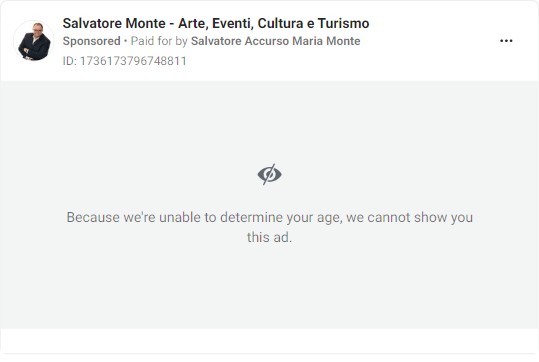 Salvatore Monte - Arte, Eventi, Cultura e Turismo
Sponsored • Paid for by Salvatore Accurso Maria Monte
ID: 1736173796748811
Because we're unable to determine your age, we cannot show you
this ad.